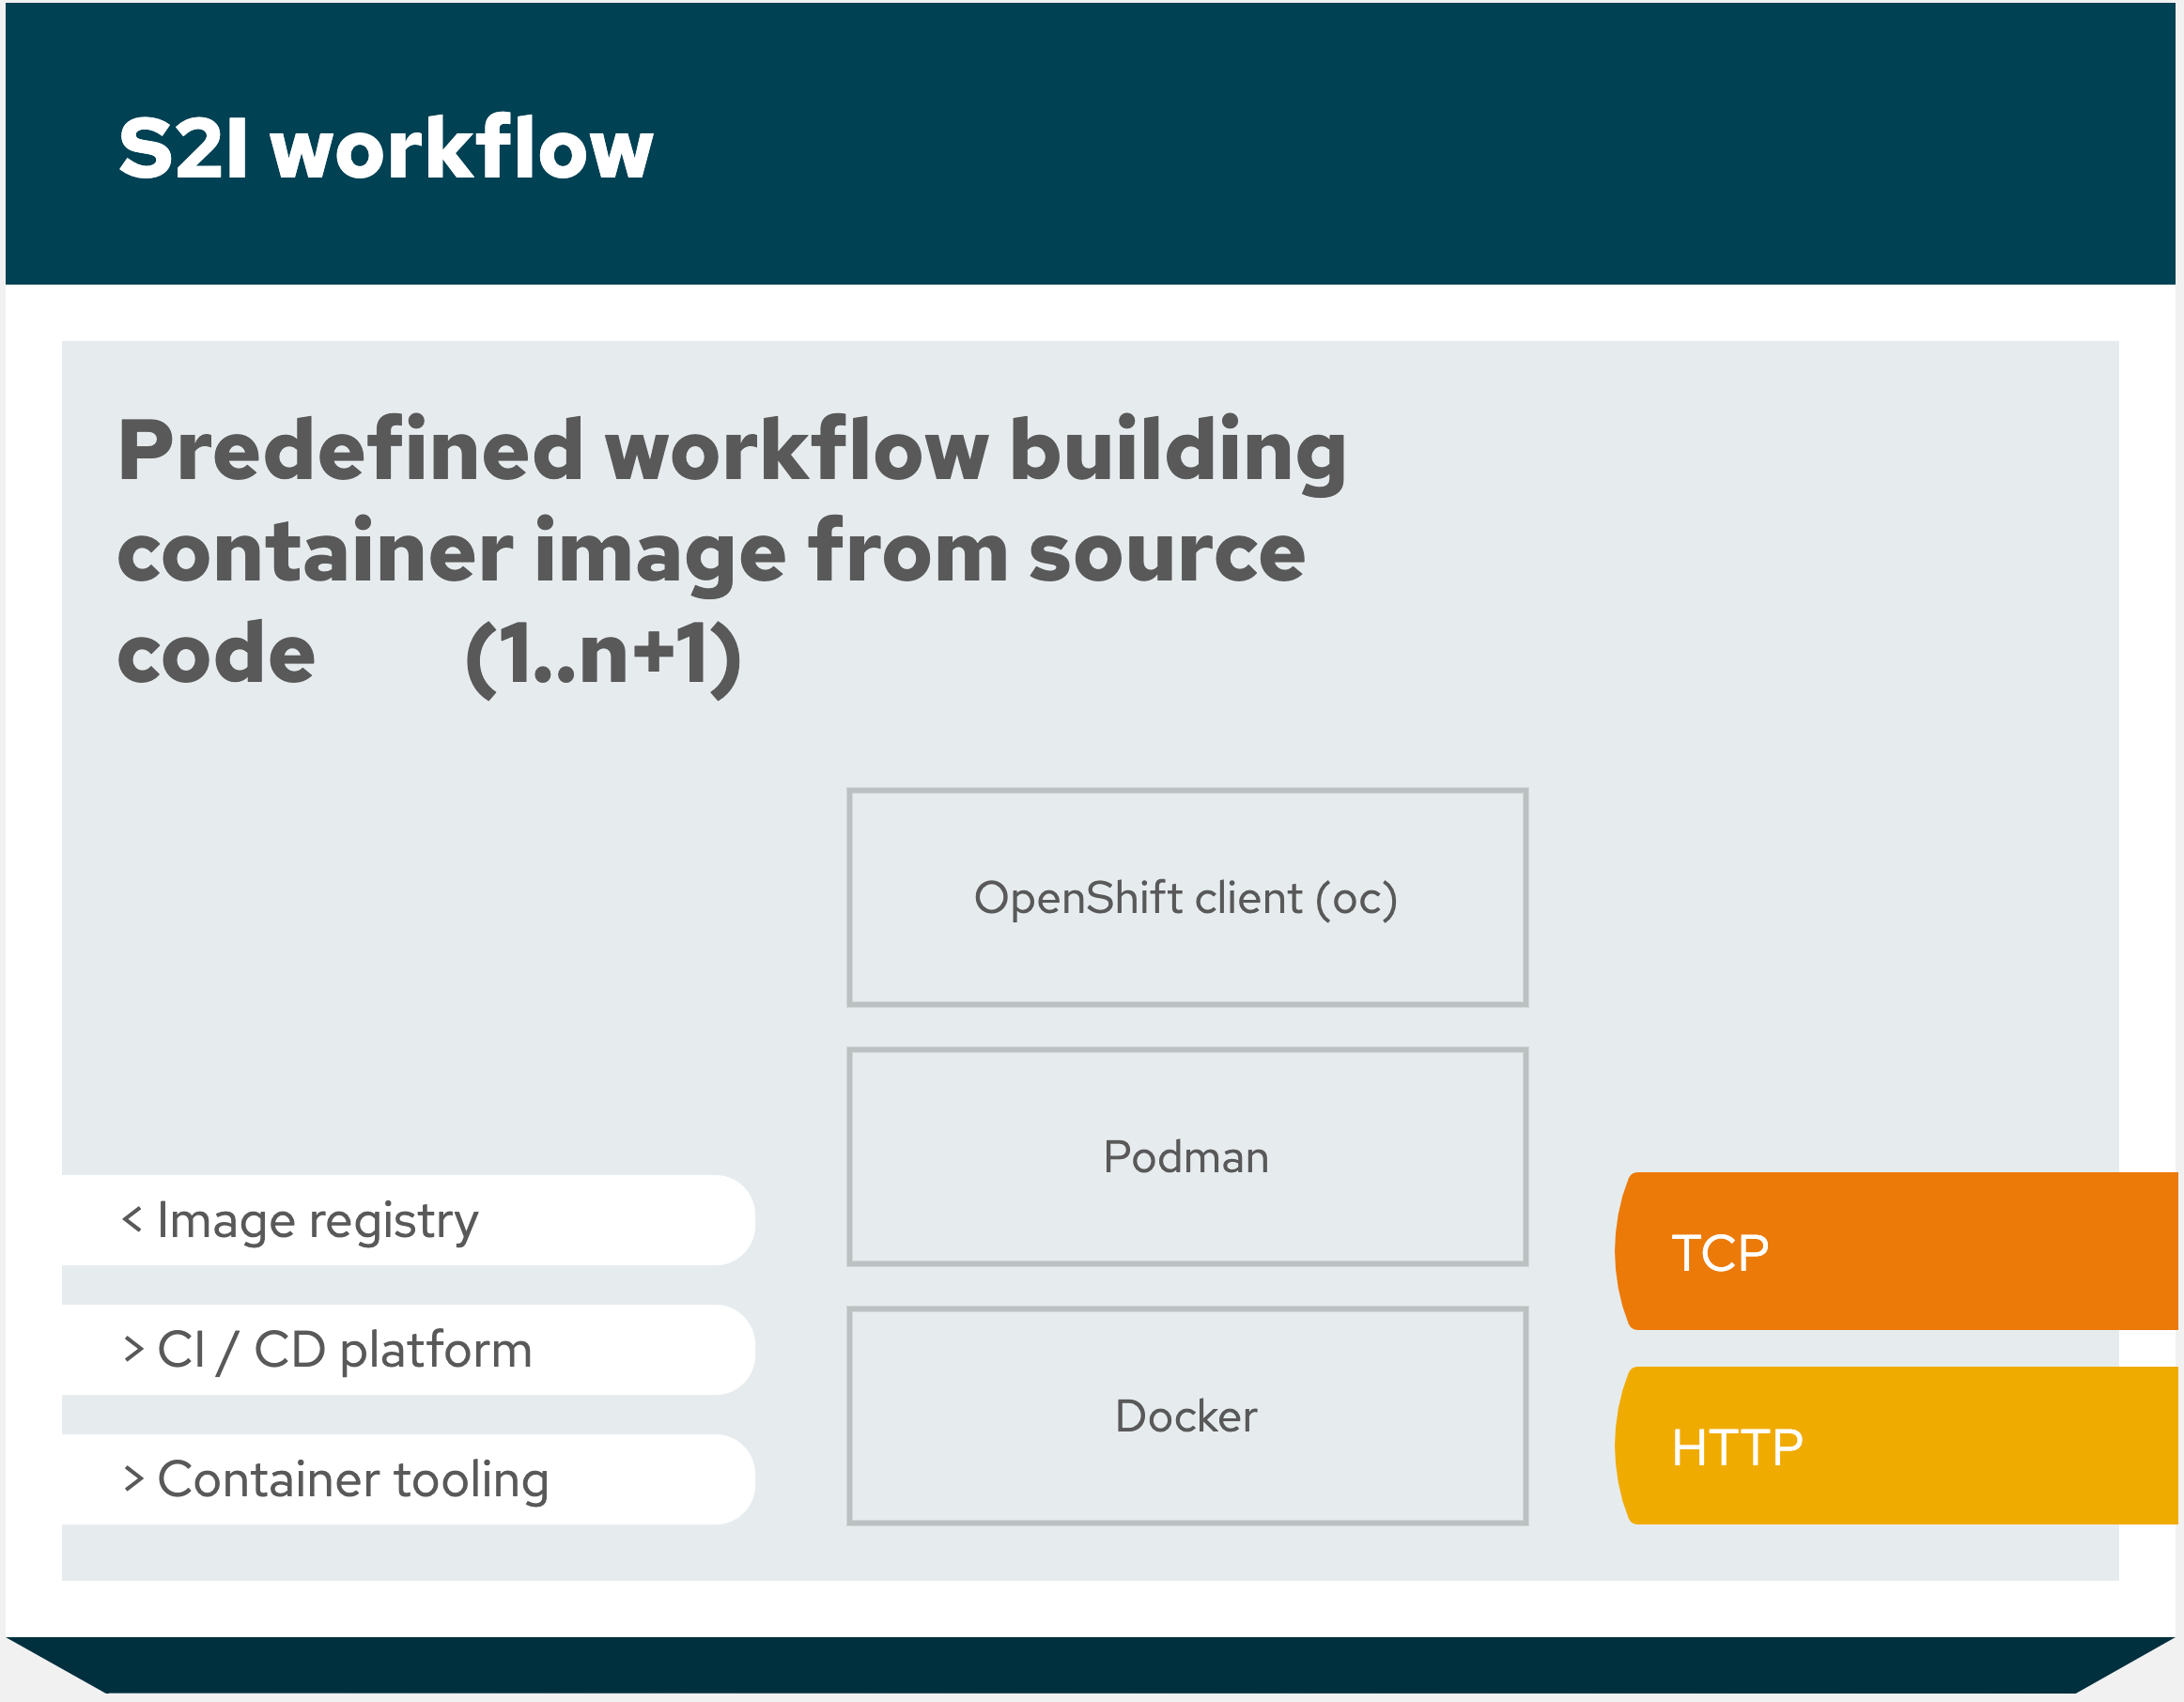 S2I workflow
Predefined workflow building
container image from source
code (1..n+1)
OpenShift client (oc)
Podman
Docker
< Image registry
> CI / CD platform
> Container tooling
TCP
HTTP